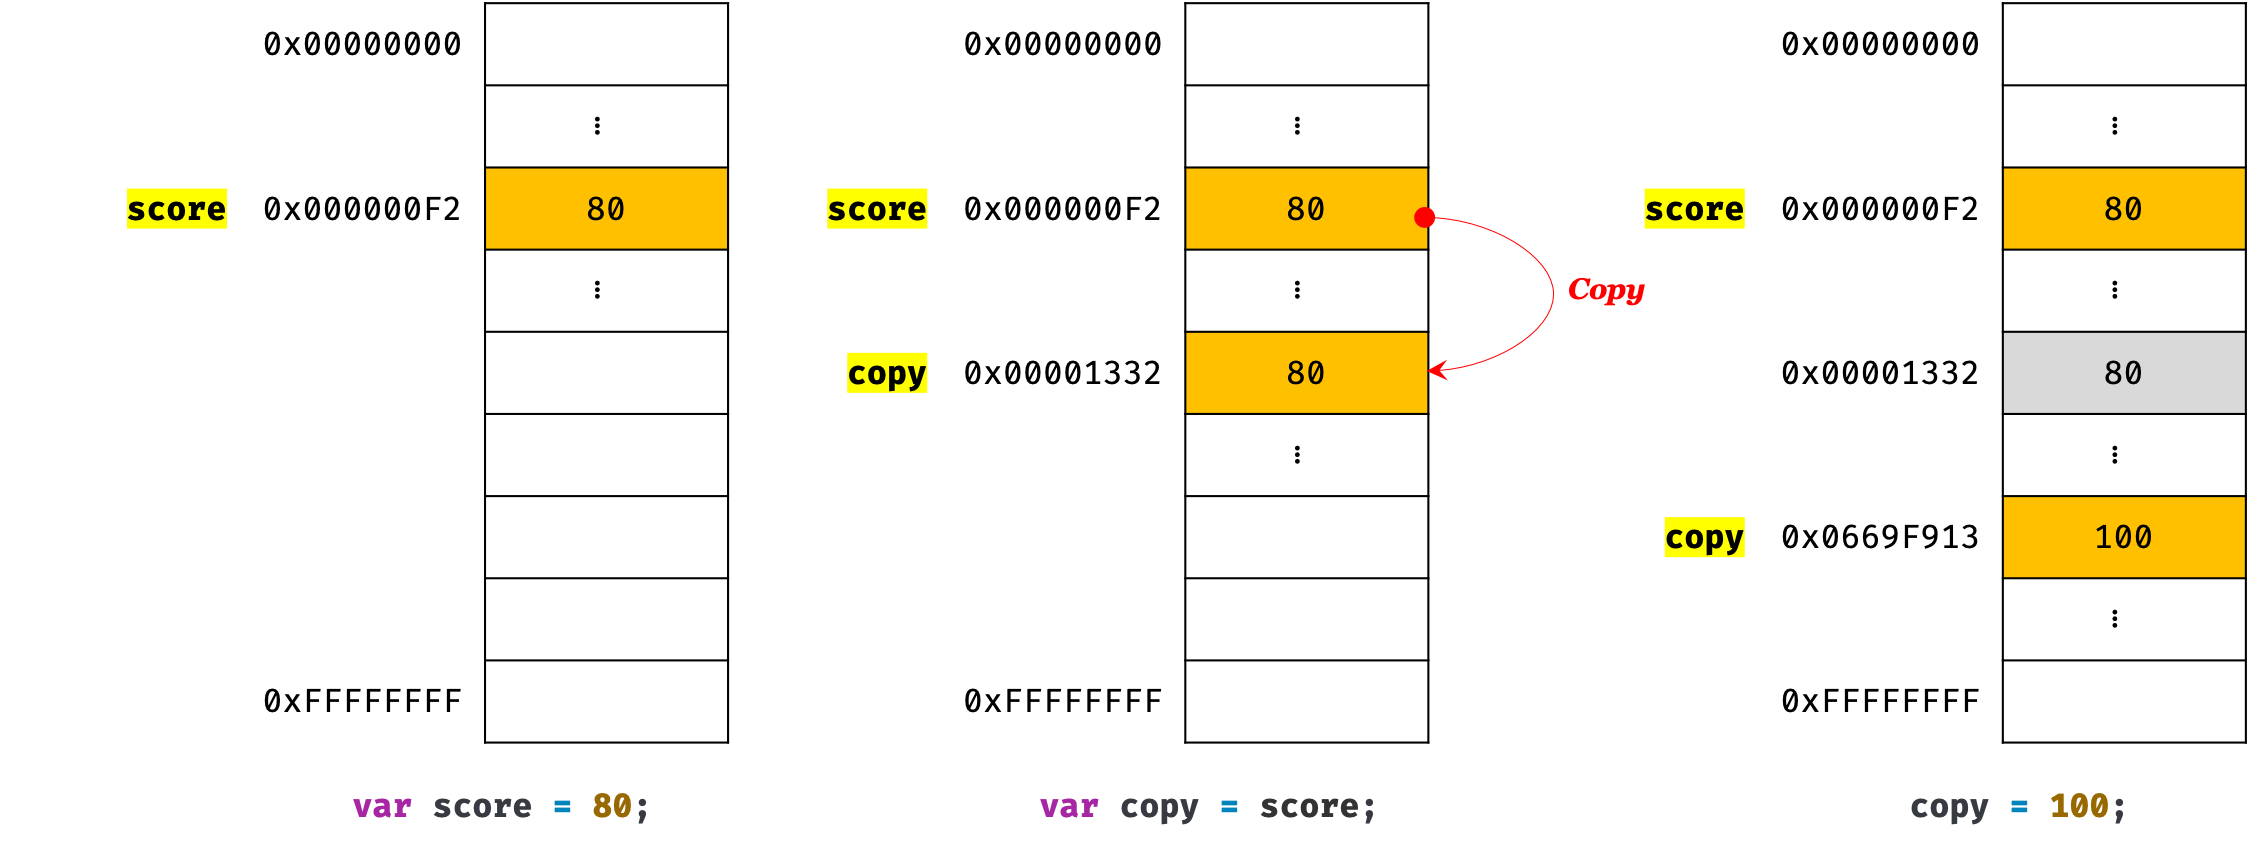 0x00000000
⋮
score 0x000000F2 80
⋮
0xFFFFFFFF
var score = 80;
0x00000000
⋮
score 0x000000F2 80
⋮
Copy
copy 0x00001332 80
⋮
0xFFFFFFFF
var copy = score;
0x00000000
⋮
score 0x000000F2 80
⋮
0x00001332 80
⋮
copy 0x0669F913 100
⋮
0xFFFFFFFF
copy = 100;